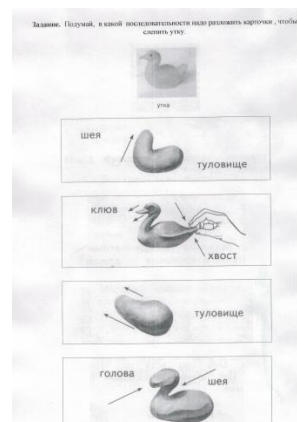 Задание. Подумай, в какой последовательности надо разложить карточки , чтобы
слепить утку.
утка
шея
туловище
клюв
хвост
туловище
голова
шея